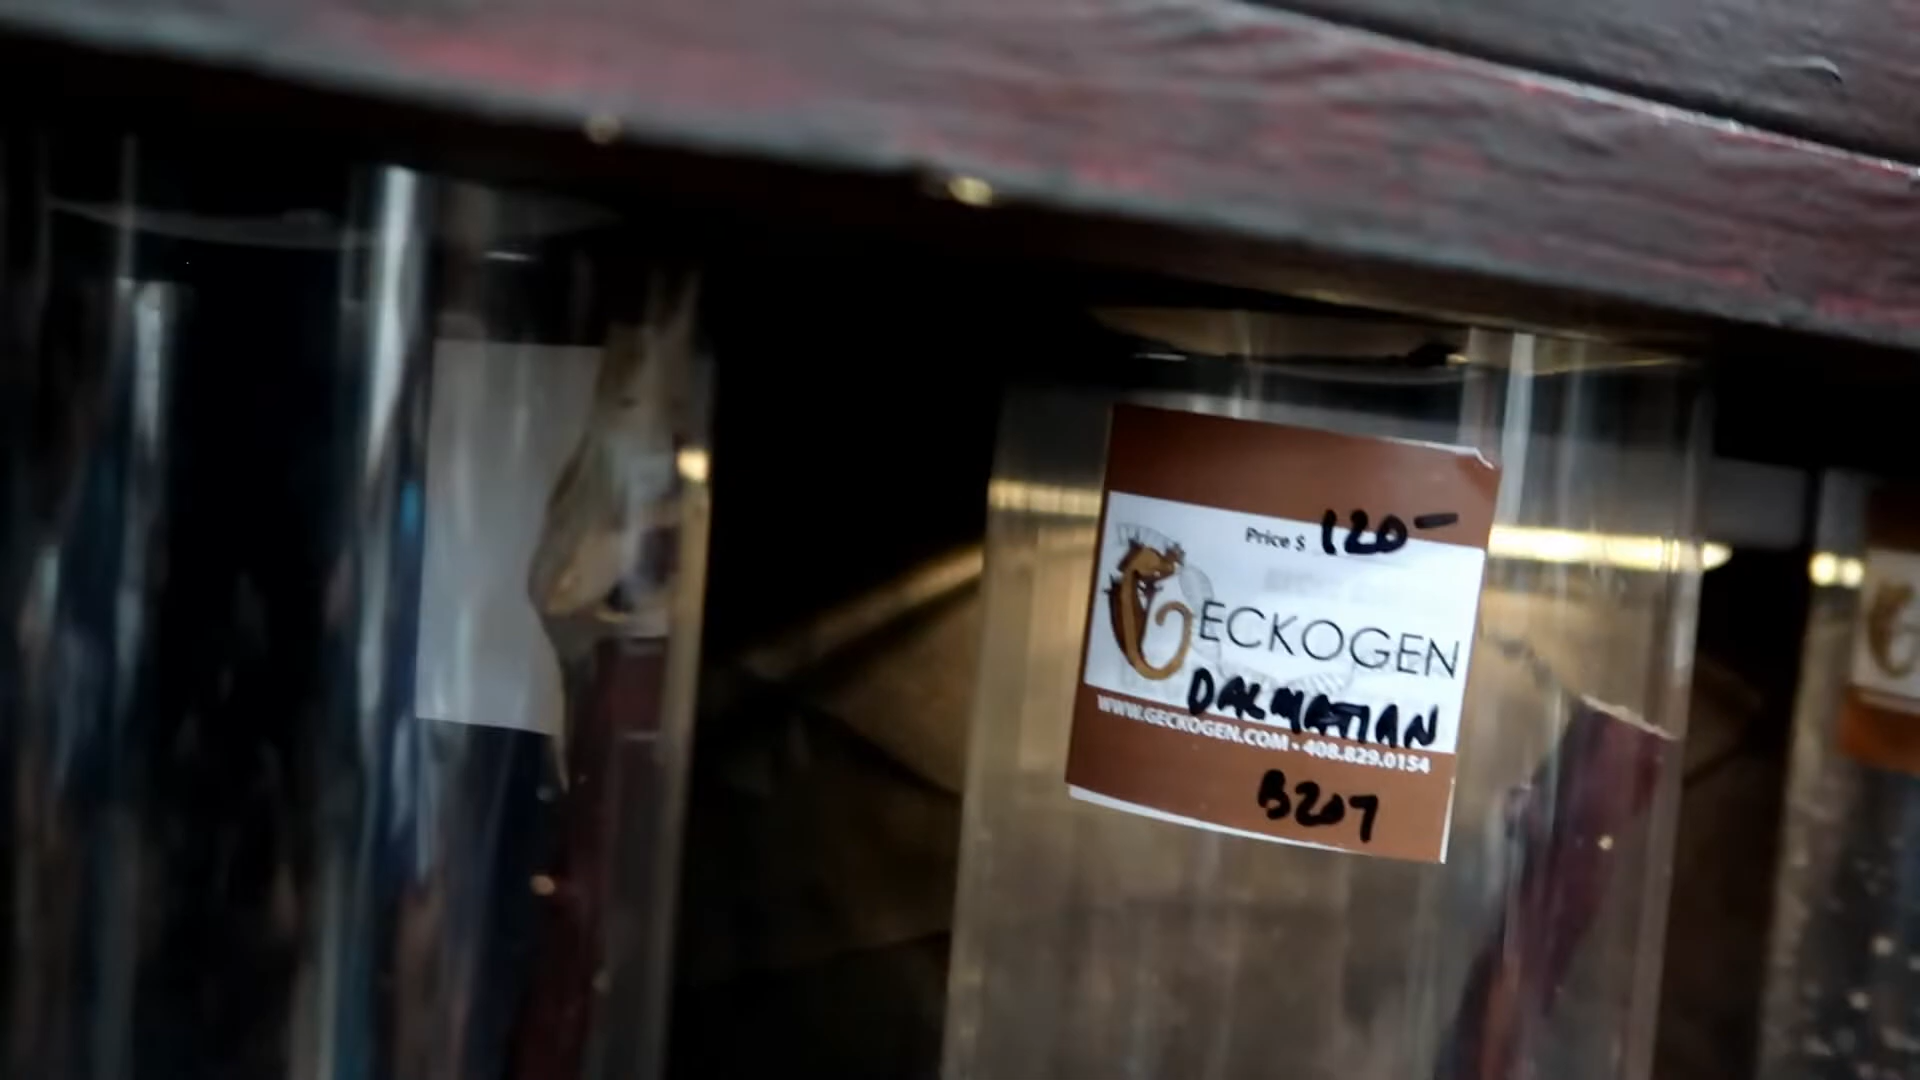 Price $ 120-
GECKOGEN
DALMATIAN
WWW.GECKOGEN.COM • 408.829.0154
B207